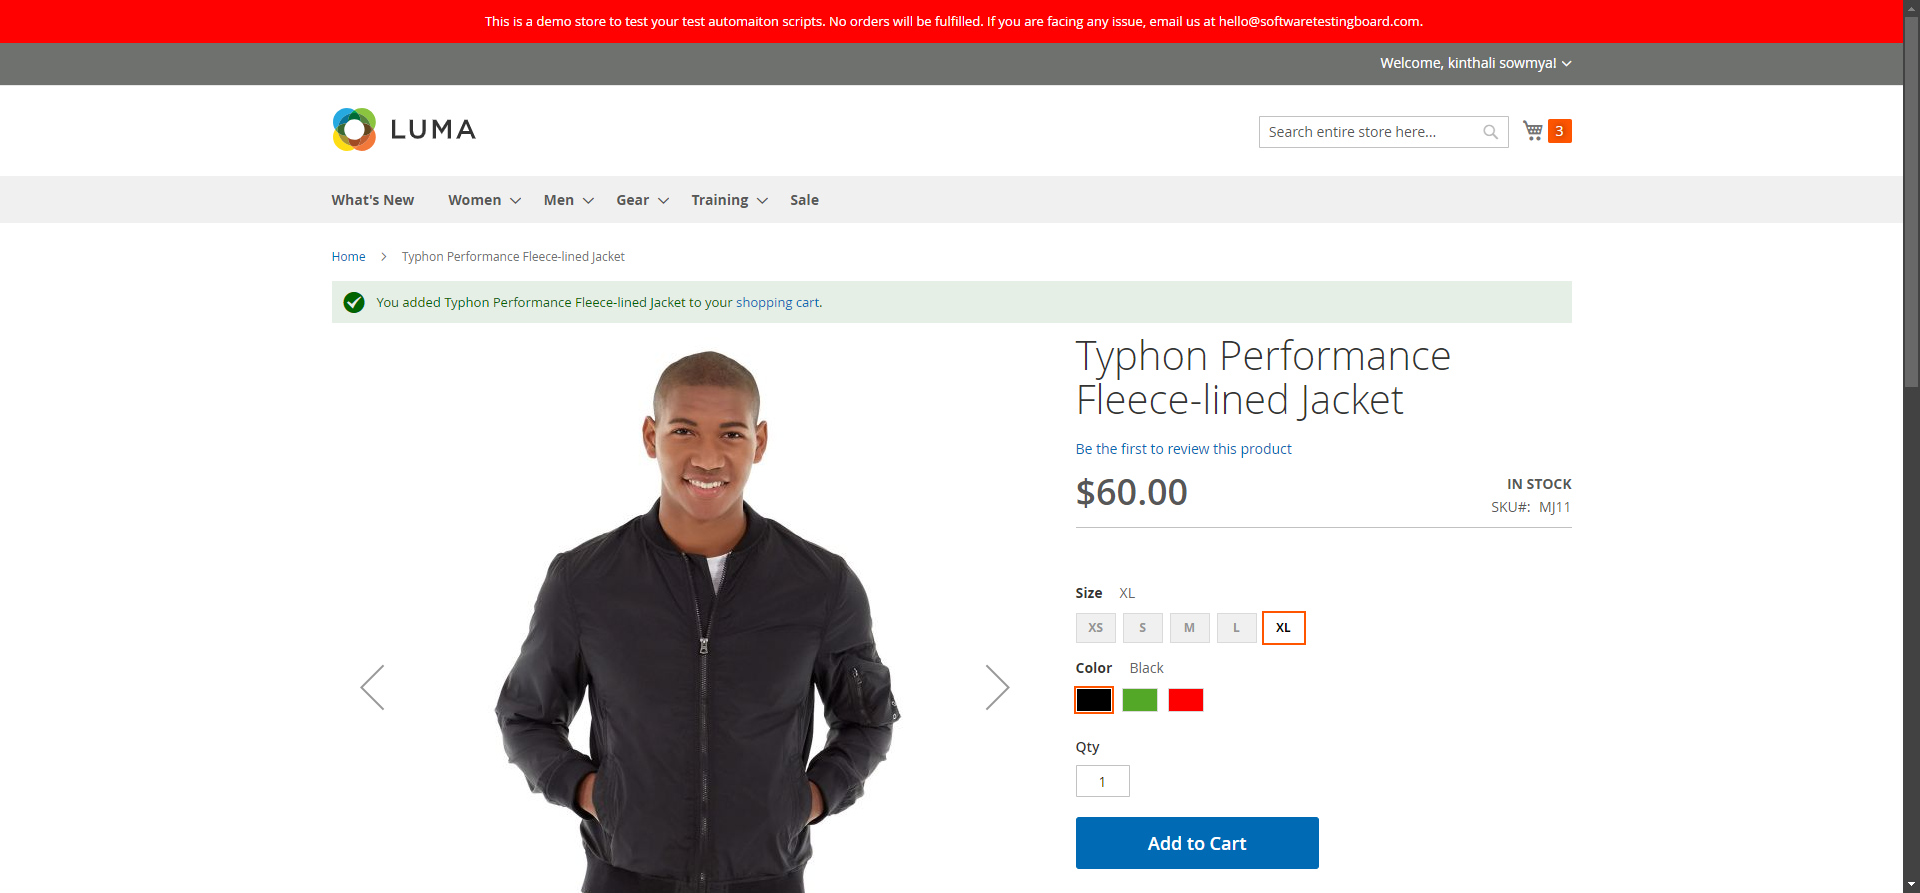 This is a demo store to test your test automaiton scripts. No orders will be fulfilled. If you are facing any issue, email us at hello@softwaretestingboard.com.
Welcome, kinthali sowmya!
LUMA
Search entire store here...
3
What's New Women Men Gear Training Sale
Home > Typhon Performance Fleece-lined Jacket
You added Typhon Performance Fleece-lined Jacket to your shopping cart.
Typhon Performance
Fleece-lined Jacket
Be the first to review this product
$60.00
IN STOCK
SKU#: MJ11
Size XL
XS S M L XL
Color Black
Qty
1
Add to Cart